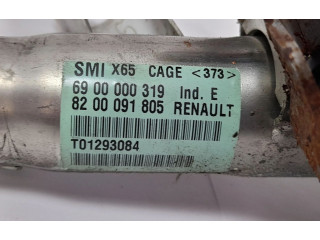 SMI X65 CAGE <373>
69 00 000 319 Ind. E
82 00 091 805 RENAULT
T01293084